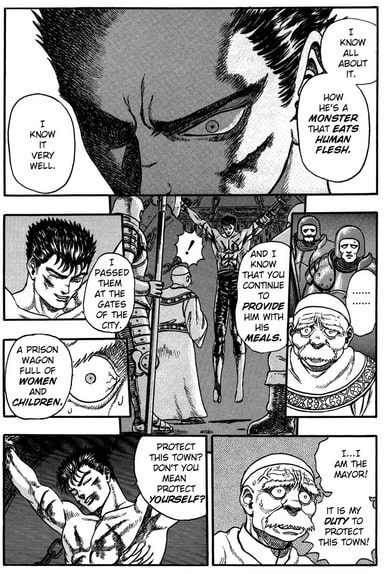 I
KNOW
ALL
ABOUT
IT.
HOW
HE'S A
MONSTER
THAT EATS
HUMAN
FLESH.
I
KNOW
IT
VERY
WELL.
......
......
!
AND I
KNOW
THAT YOU
CONTINUE
TO
PROVIDE
HIM WITH
HIS
MEALS.
I
PASSED
THEM
AT THE
GATES
OF THE
CITY.
A PRISON
WAGON
FULL OF
WOMEN
AND
CHILDREN.
I...I
AM THE
MAYOR!
IT IS MY
DUTY TO
PROTECT
THIS TOWN!
PROTECT
THIS TOWN?
DON'T YOU
MEAN
PROTECT
YOURSELF?